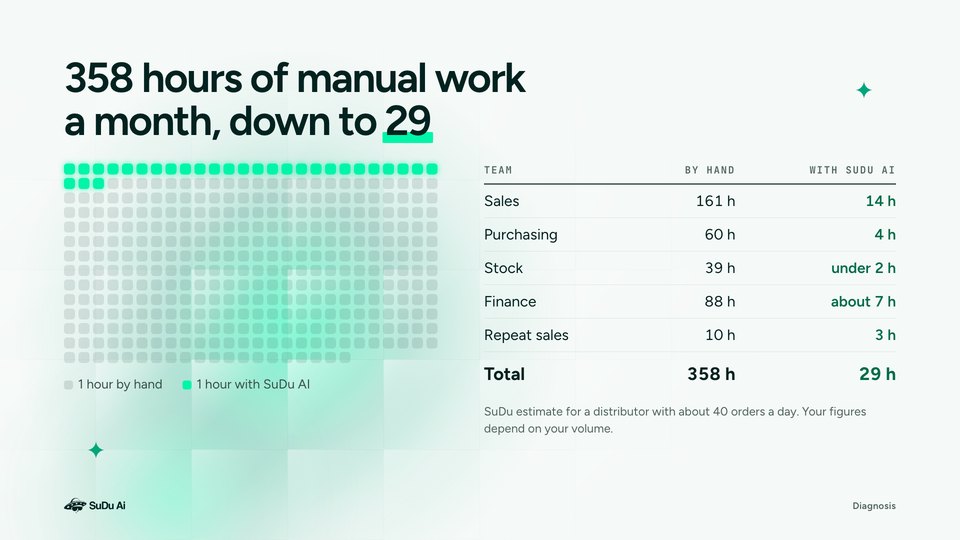 358 hours of manual work
a month, down to 29
TEAM BY HAND WITH SUDU AI
Sales 161 h 14 h
Purchasing 60 h 4 h
Stock 39 h under 2 h
Finance 88 h about 7 h
Repeat sales 10 h 3 h
Total 358 h 29 h
1 hour by hand 1 hour with SuDu AI
SuDu estimate for a distributor with about 40 orders a day. Your figures
depend on your volume.
SuDu Ai
Diagnosis